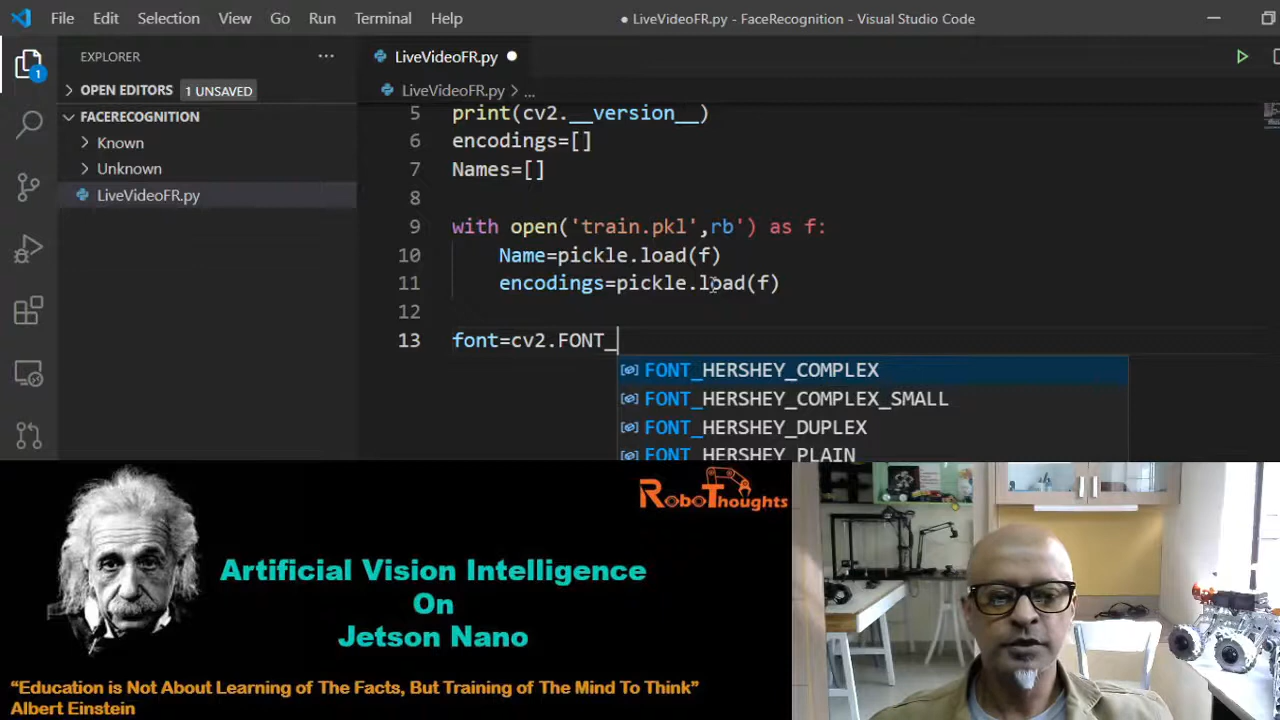 File Edit Selection View Go Run Terminal Help
● LiveVideoFR.py - FaceRecognition - Visual Studio Code
EXPLORER
LiveVideoFR.py
OPEN EDITORS 1 UNSAVED
LiveVideoFR.py > ...
FACERECOGNITION
Known
Unknown
LiveVideoFR.py
1
5 print(cv2.__version__)
6 encodings=[]
7 Names=[]
8
9 with open('train.pkl',rb') as f:
10 Name=pickle.load(f)
11 encodings=pickle.load(f)
12
13 font=cv2.FONT_
FONT_HERSHEY_COMPLEX
FONT_HERSHEY_COMPLEX_SMALL
FONT_HERSHEY_DUPLEX
FONT_HERSHEY_PLAIN
ROBOTHOUGHTS
Artificial Vision Intelligence
On
Jetson Nano
“Education is Not About Learning of The Facts, But Training of The Mind To Think”
Albert Einstein